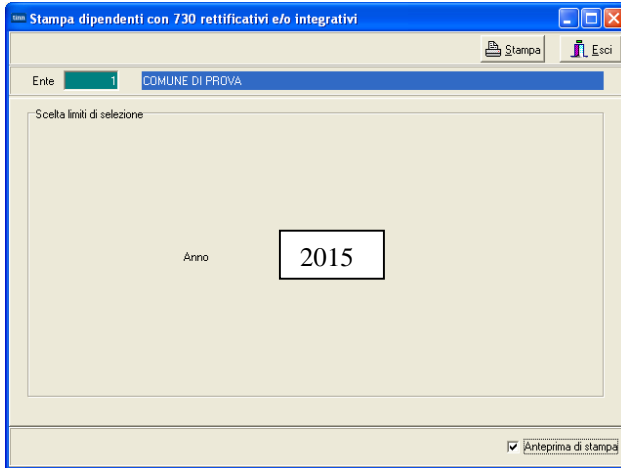 tinn Stampa dipendenti con 730 rettificativi e/o integrativi
Stampa Esci
Ente 1 COMUNE DI PROVA
Scelta limiti di selezione
Anno 2015
Anteprima di stampa